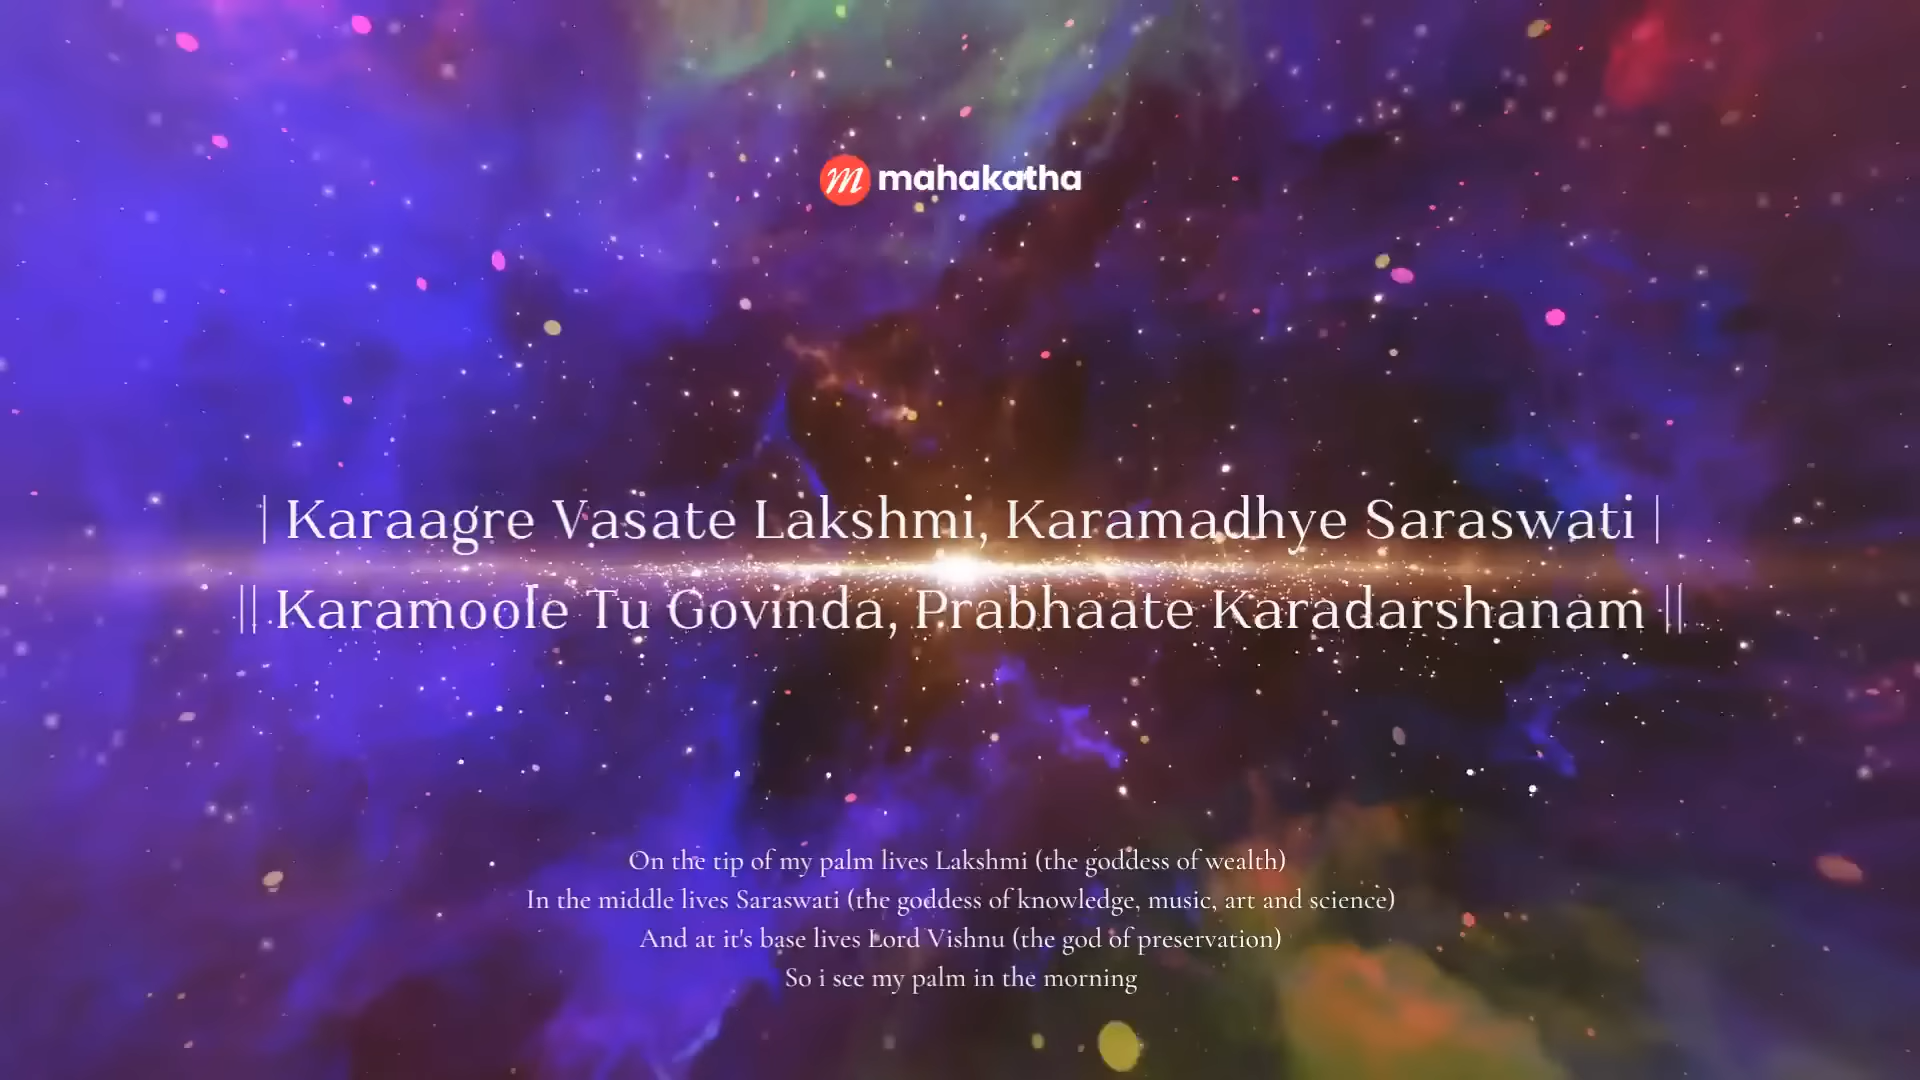 mahakatha
| Karaagre Vasate Lakshmi, Karamadhye Saraswati |
|| Karamoole Tu Govinda, Prabhaate Karadarshanam ||
On the tip of my palm lives Lakshmi (the goddess of wealth)
In the middle lives Saraswati (the goddess of knowledge, music, art and science)
And at it's base lives Lord Vishnu (the god of preservation)
So i see my palm in the morning